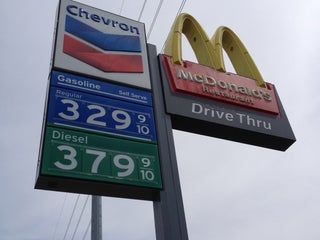 Chevron
Gasoline
Self Serve
Regular
329 9/10
Diesel
379 9/10
McDonald's
Restaurant
Drive Thru